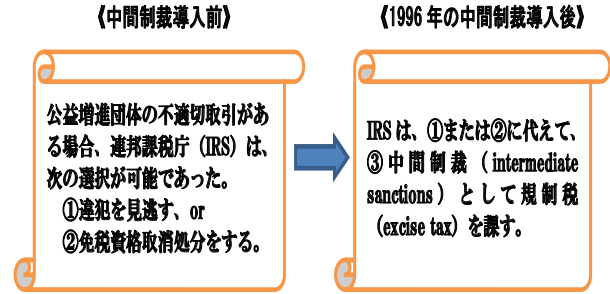 《中間制裁導入前》
公益増進団体の不適切取引があ
る場合、連邦課税庁（IRS）は、
次の選択が可能であった。
①違犯を見逃す、or
②免税資格取消処分をする。
《1996年の中間制裁導入後》
IRSは、①または②に代えて、
③中間制裁（intermediate
sanctions）として規制税
（excise tax）を課す。